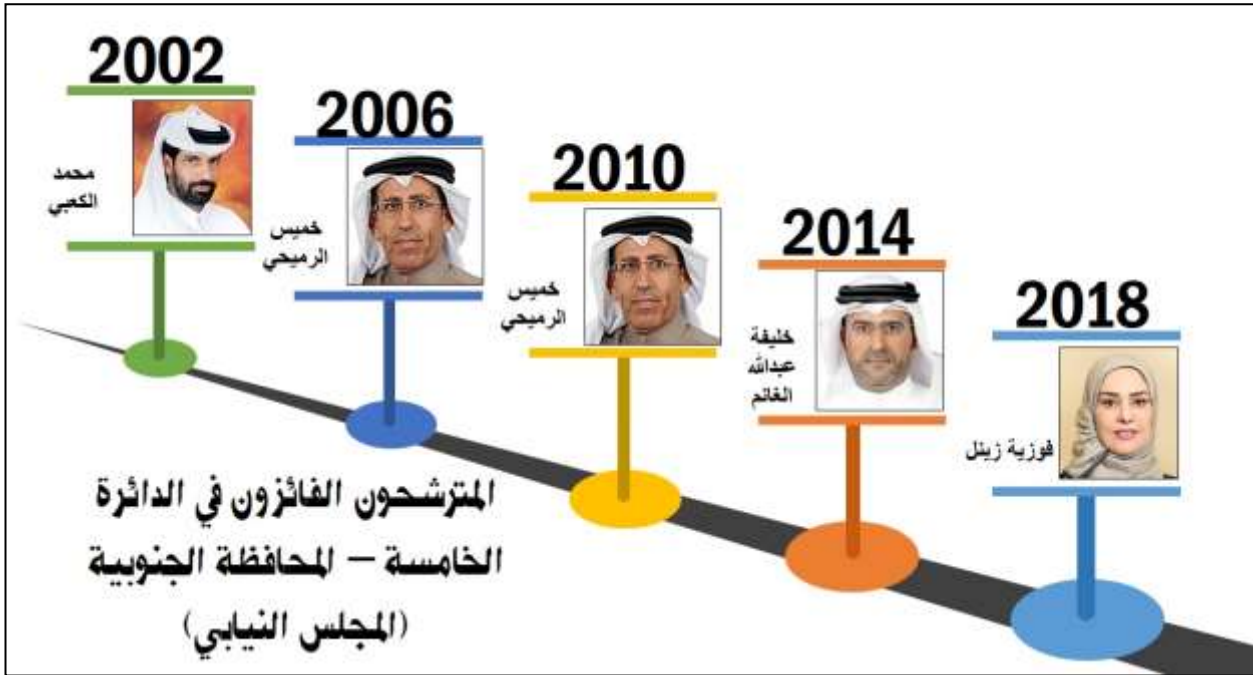 2002
محمد
الكعبي
2006
خميس
الرميحي
2010
خميس
الرميحي
2014
خليفة
عبدالله
الغانم
2018
فوزية زينل
المترشحون الفائزون في الدائرة
الخامسة – المحافظة الجنوبية
(المجلس النيابي)